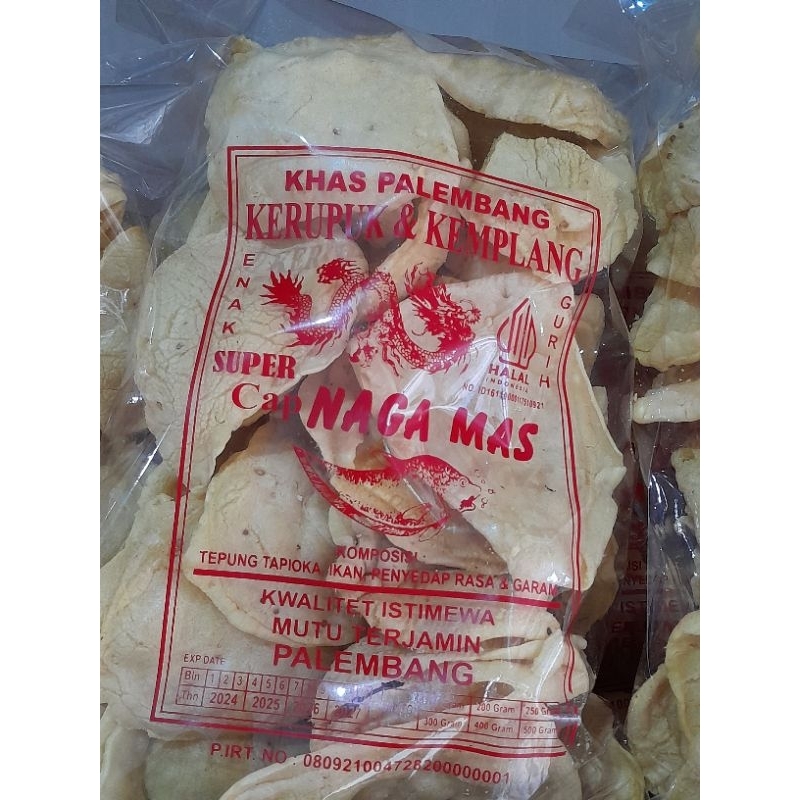 KHAS PALEMBANG
KERUPUK & KEMPLANG
ENAK
GURIH
SUPER
HALAL
INDONESIA
Cap NAGA MAS
KOMPOSISI
TEPUNG TAPIOKA, IKAN, PENYEDAP RASA & GARAM
KWALITET ISTIMEWA
MUTU TERJAMIN
PALEMBANG
EXP DATE
Bln 1 2 3 4 5 6 7
Thn 2024 2025
200 Gram 250 Gram
300 Gram 400 Gram 500 Gram
P.IRT. NO : 080921004728200000001